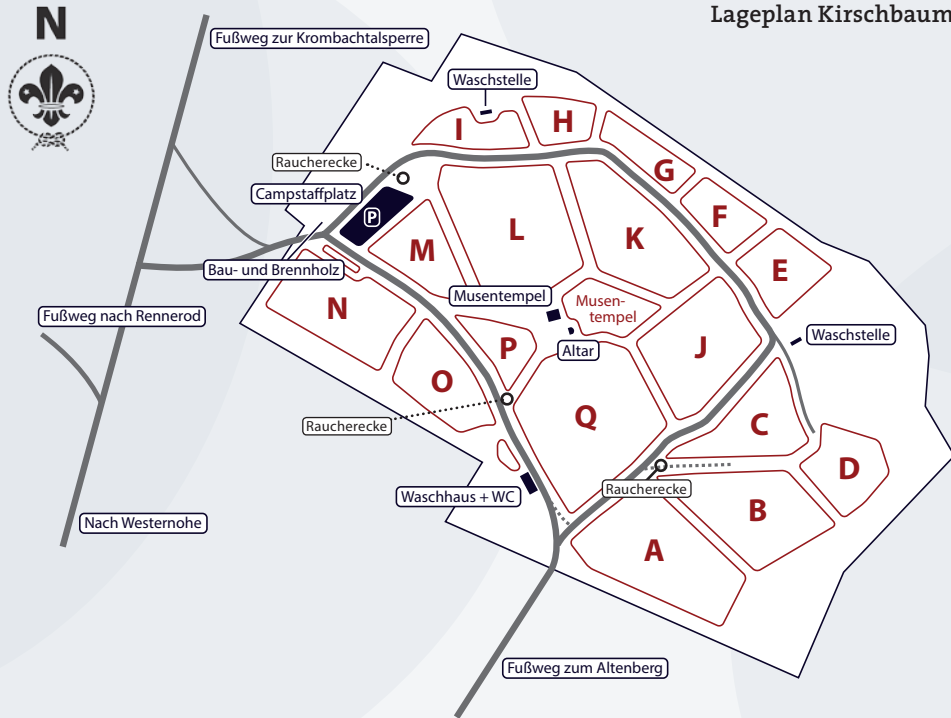 Lageplan Kirschbaum
N
Fußweg zur Krombachtalsperre
Waschstelle
I
H
Raucherecke
G
Campstaffplatz
P
F
L
K
M
E
Bau- und Brennholz
Musentempel
Musen-
tempel
N
Fußweg nach Rennerod
Waschstelle
P
Altar
J
O
Q
Raucherecke
C
D
Raucherecke
Waschhaus + WC
B
Nach Westernohe
A
Fußweg zum Altenberg